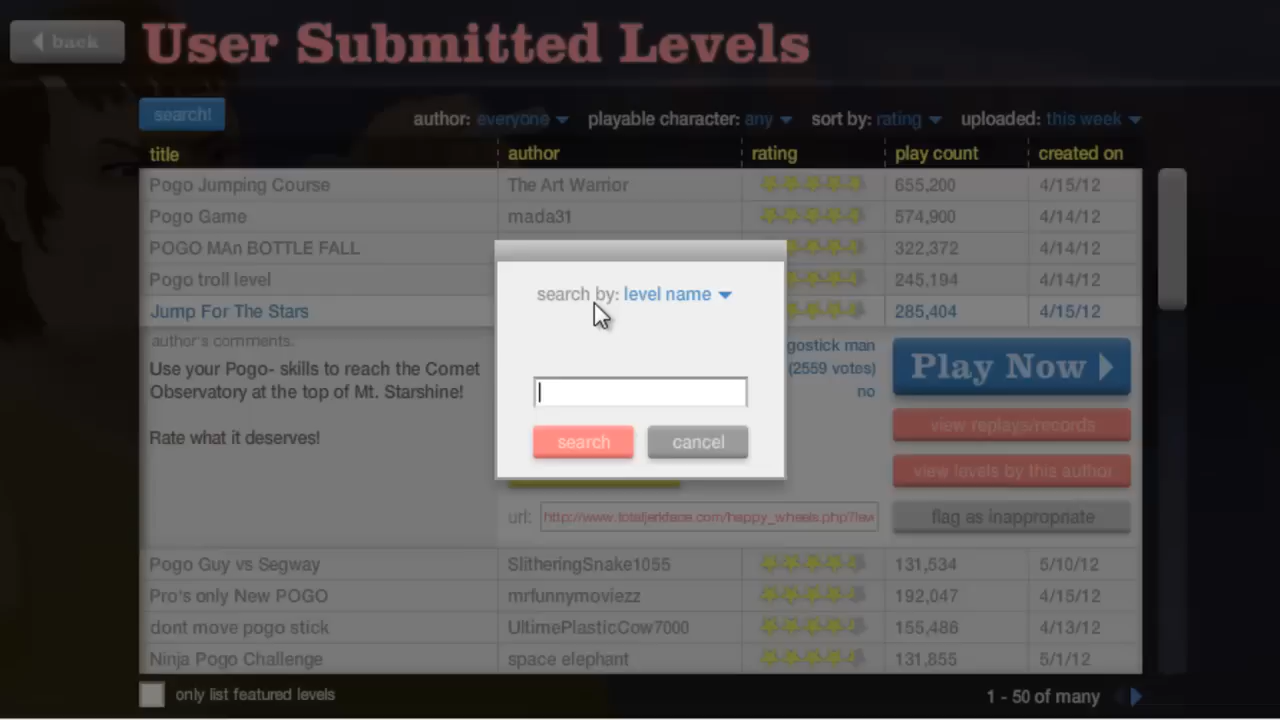 back
User Submitted Levels
search!
author: everyone playable character: any sort by: rating uploaded: this week
title author rating play count created on
Pogo Jumping Course The Art Warrior 655,200 4/15/12
Pogo Game mada31 574,900 4/14/12
POGO MAn BOTTLE FALL 322,372 4/14/12
Pogo troll level 245,194 4/14/12
Jump For The Stars 285,404 4/15/12
search by: level name
search cancel
author's comments.
Use your Pogo- skills to reach the Comet
Observatory at the top of Mt. Starshine!
Rate what it deserves!
gostick man
(2559 votes)
no
url: http://www.totaljerkface.com/happy_wheels.php?lev
Play Now
view replays/records
view levels by this author
flag as inappropriate
Pogo Guy vs Segway SlitheringSnake1055 131,534 5/10/12
Pro's only New POGO mrfunnymoviezz 192,047 4/15/12
dont move pogo stick UltimePlasticCow7000 155,486 4/13/12
Ninja Pogo Challenge space elephant 131,855 5/1/12
only list featured levels 1 - 50 of many